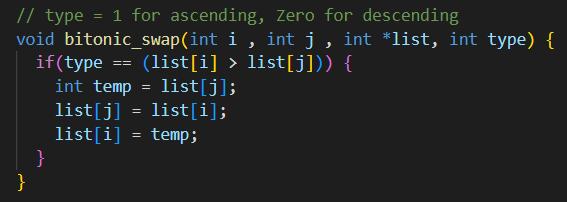 // type = 1 for ascending, Zero for descending
void bitonic_swap(int i , int j , int *list, int type) {
  if(type == (list[i] > list[j])) {
    int temp = list[j];
    list[j] = list[i];
    list[i] = temp;
  }
}